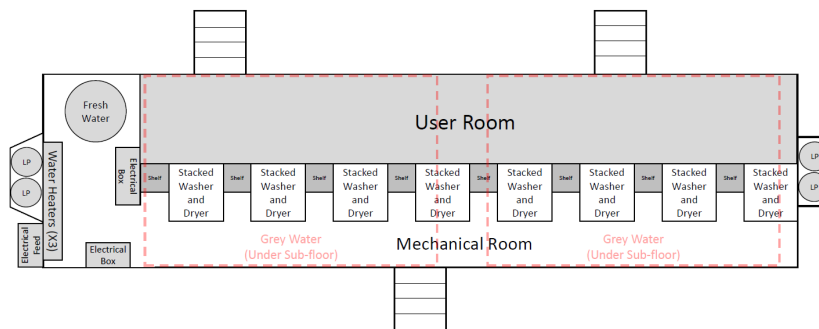 Fresh
Water
User Room
LP
LP
Water Heaters (X3)
Electrical
Box
Shelf
Stacked
Washer
and
Dryer
Shelf
Stacked
Washer
and
Dryer
Shelf
Stacked
Washer
and
Dryer
Shelf
Stacked
Washer
and
Dryer
Shelf
Stacked
Washer
and
Dryer
Shelf
Stacked
Washer
and
Dryer
Shelf
Stacked
Washer
and
Dryer
Shelf
Stacked
Washer
and
Dryer
LP
LP
Electrical
Feed
Electrical
Box
Grey Water
(Under Sub-floor)
Mechanical Room
Grey Water
(Under Sub-floor)